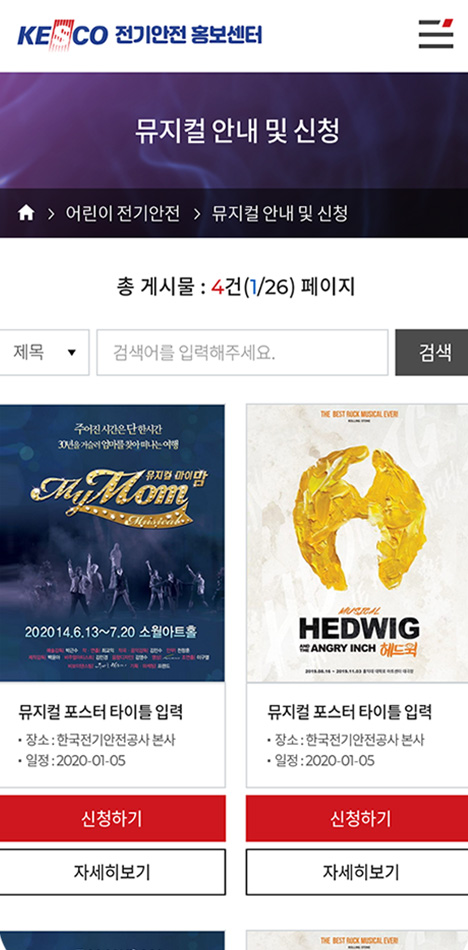 KESCO 전기안전 홍보센터
뮤지컬 안내 및 신청
어린이 전기안전 > 뮤지컬 안내 및 신청
총 게시물 : 4건(1/26) 페이지
제목 ▼ 검색어를 입력해주세요. 검색
주어진 시간은 단 한시간
30년을 거슬러 엄마를 찾아 떠나는 여행
뮤지컬 마이맘
My Mom
Musical
202014.6.13~7.20 소월아트홀
THE BEST ROCK MUSICAL EVER!
ROLLING STONE
MUSICAL
HEDWIG
AND THE ANGRY INCH 헤드윅
뮤지컬 포스터 타이틀 입력
• 장소 : 한국전기안전공사 본사
• 일정 : 2020-01-05
신청하기
자세히보기
뮤지컬 포스터 타이틀 입력
• 장소 : 한국전기안전공사 본사
• 일정 : 2020-01-05
신청하기
자세히보기
THE BEST ROCK MUSICAL EVER!